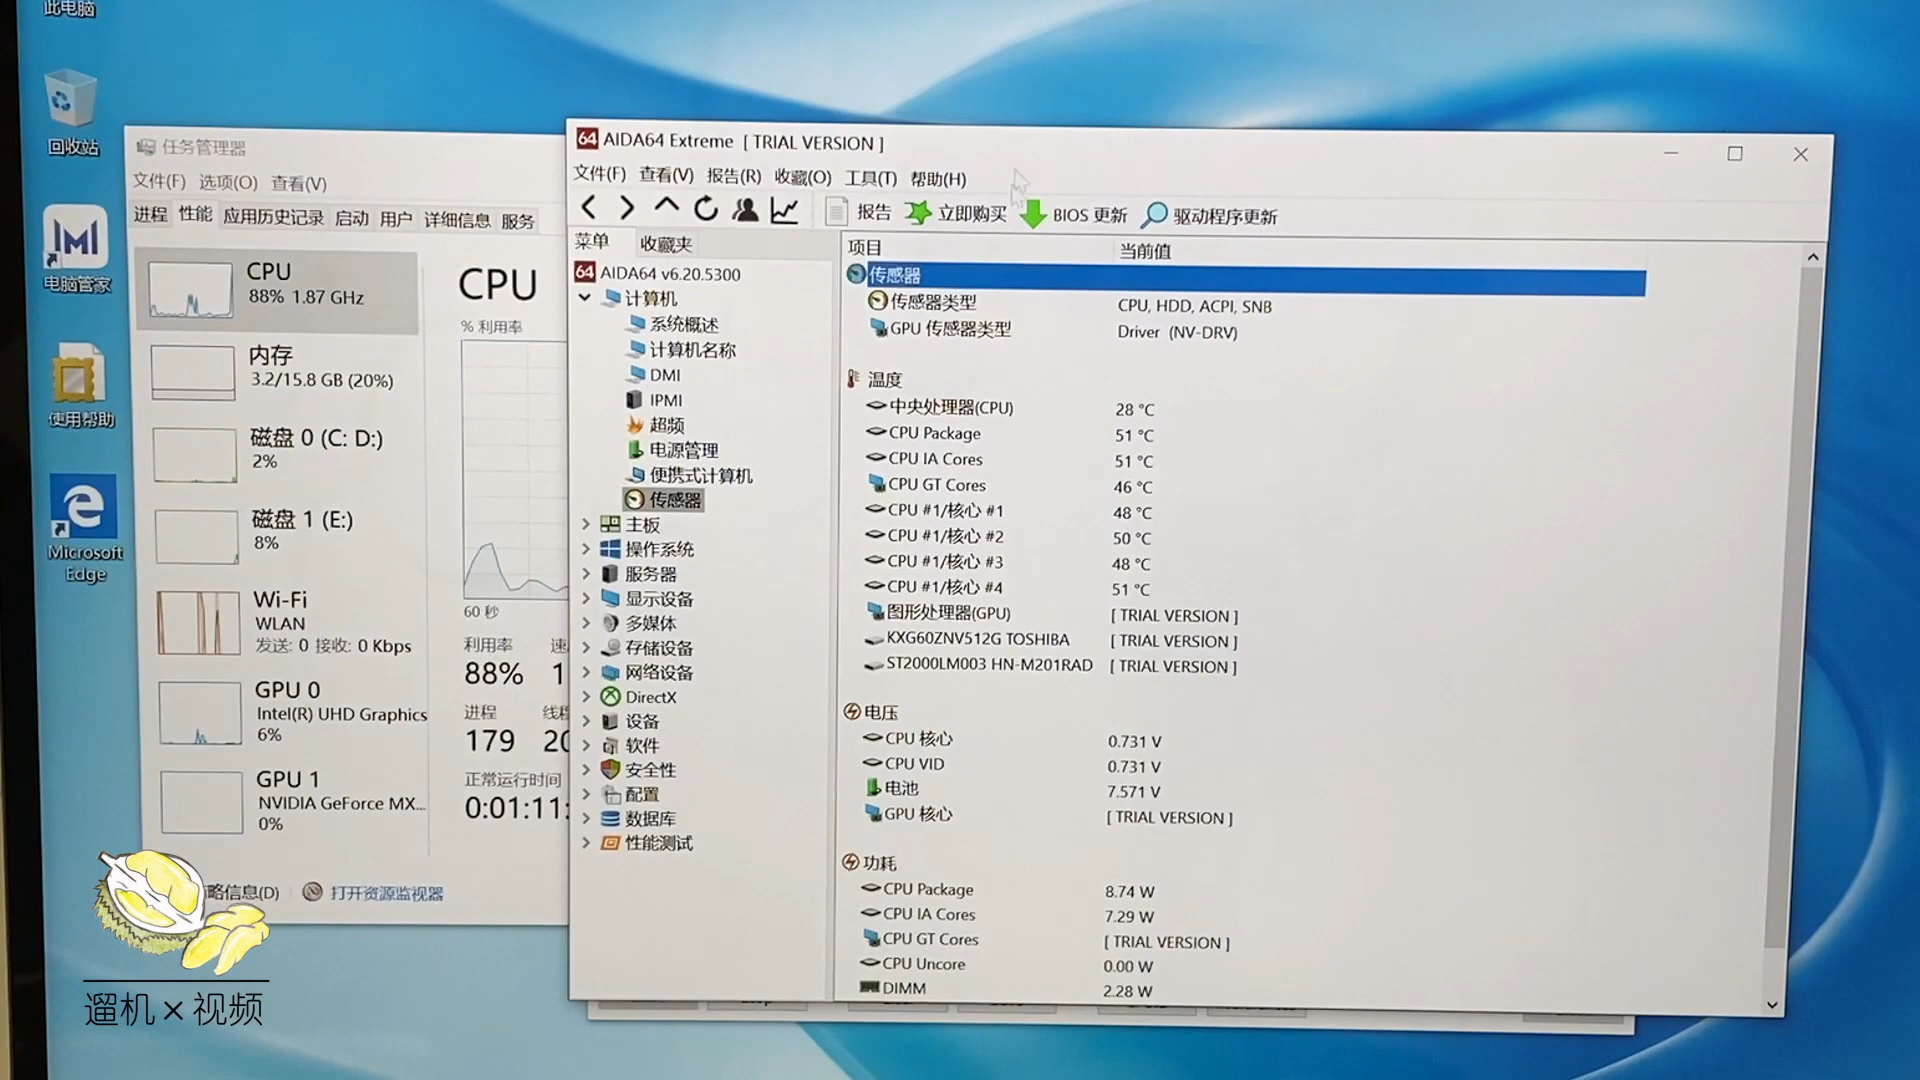 此电脑
回收站
电脑管家
使用帮助
Microsoft
Edge
任务管理器
文件(F) 选项(O) 查看(V)
进程 性能 应用历史记录 启动 用户 详细信息 服务
CPU
88% 1.87 GHz
内存
3.2/15.8 GB (20%)
磁盘 0 (C: D:)
2%
磁盘 1 (E:)
8%
Wi-Fi
WLAN
发送: 0 接收: 0 Kbps
GPU 0
Intel(R) UHD Graphics
6%
GPU 1
NVIDIA GeForce MX...
0%
略信息(D)
打开资源监视器
CPU
% 利用率
60 秒
利用率 速
88% 1
进程 线程
179 20
正常运行时间
0:01:11:
64 AIDA64 Extreme [ TRIAL VERSION ]
文件(F) 查看(V) 报告(R) 收藏(O) 工具(T) 帮助(H)
报告 立即购买 BIOS 更新 驱动程序更新
菜单 收藏夹
64 AIDA64 v6.20.5300
计算机
系统概述
计算机名称
DMI
IPMI
超频
电源管理
便携式计算机
传感器
主板
操作系统
服务器
显示设备
多媒体
存储设备
网络设备
DirectX
设备
软件
安全性
配置
数据库
性能测试
项目 当前值
传感器
传感器类型 CPU, HDD, ACPI, SNB
GPU 传感器类型 Driver (NV-DRV)
温度
中央处理器(CPU) 28 °C
CPU Package 51 °C
CPU IA Cores 51 °C
CPU GT Cores 46 °C
CPU #1/核心 #1 48 °C
CPU #1/核心 #2 50 °C
CPU #1/核心 #3 48 °C
CPU #1/核心 #4 51 °C
图形处理器(GPU) [ TRIAL VERSION ]
KXG60ZNV512G TOSHIBA [ TRIAL VERSION ]
ST2000LM003 HN-M201RAD [ TRIAL VERSION ]
电压
CPU 核心 0.731 V
CPU VID 0.731 V
电池 7.571 V
GPU 核心 [ TRIAL VERSION ]
功耗
CPU Package 8.74 W
CPU IA Cores 7.29 W
CPU GT Cores [ TRIAL VERSION ]
CPU Uncore 0.00 W
DIMM 2.28 W
遛机×视频